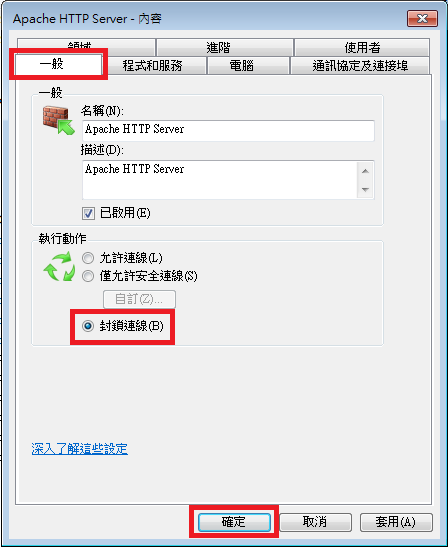 Apache HTTP Server - 內容
領域
進階
使用者
一般
程式和服務
電腦
通訊協定及連接埠
一般
名稱(N):
Apache HTTP Server
描述(D):
Apache HTTP Server
已啟用(E)
執行動作
允許連線(L)
僅允許安全連線(S)
自訂(Z)...
封鎖連線(B)
深入了解這些設定
確定
取消
套用(A)